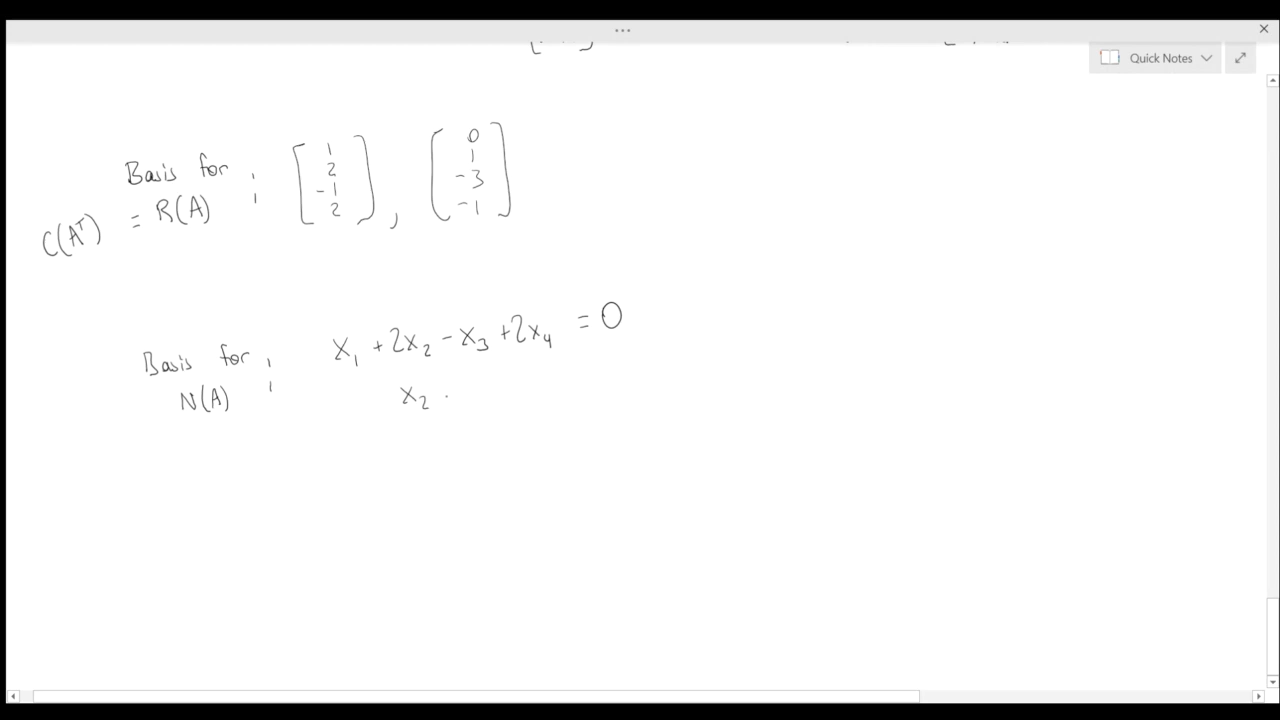 Quick Notes
Basis for
C(Aᵀ) = R(A) : [1 2 -1 2] , [0 1 -3 -1]
Basis for : x₁ + 2x₂ - x₃ + 2x₄ = 0
N(A)
x₂